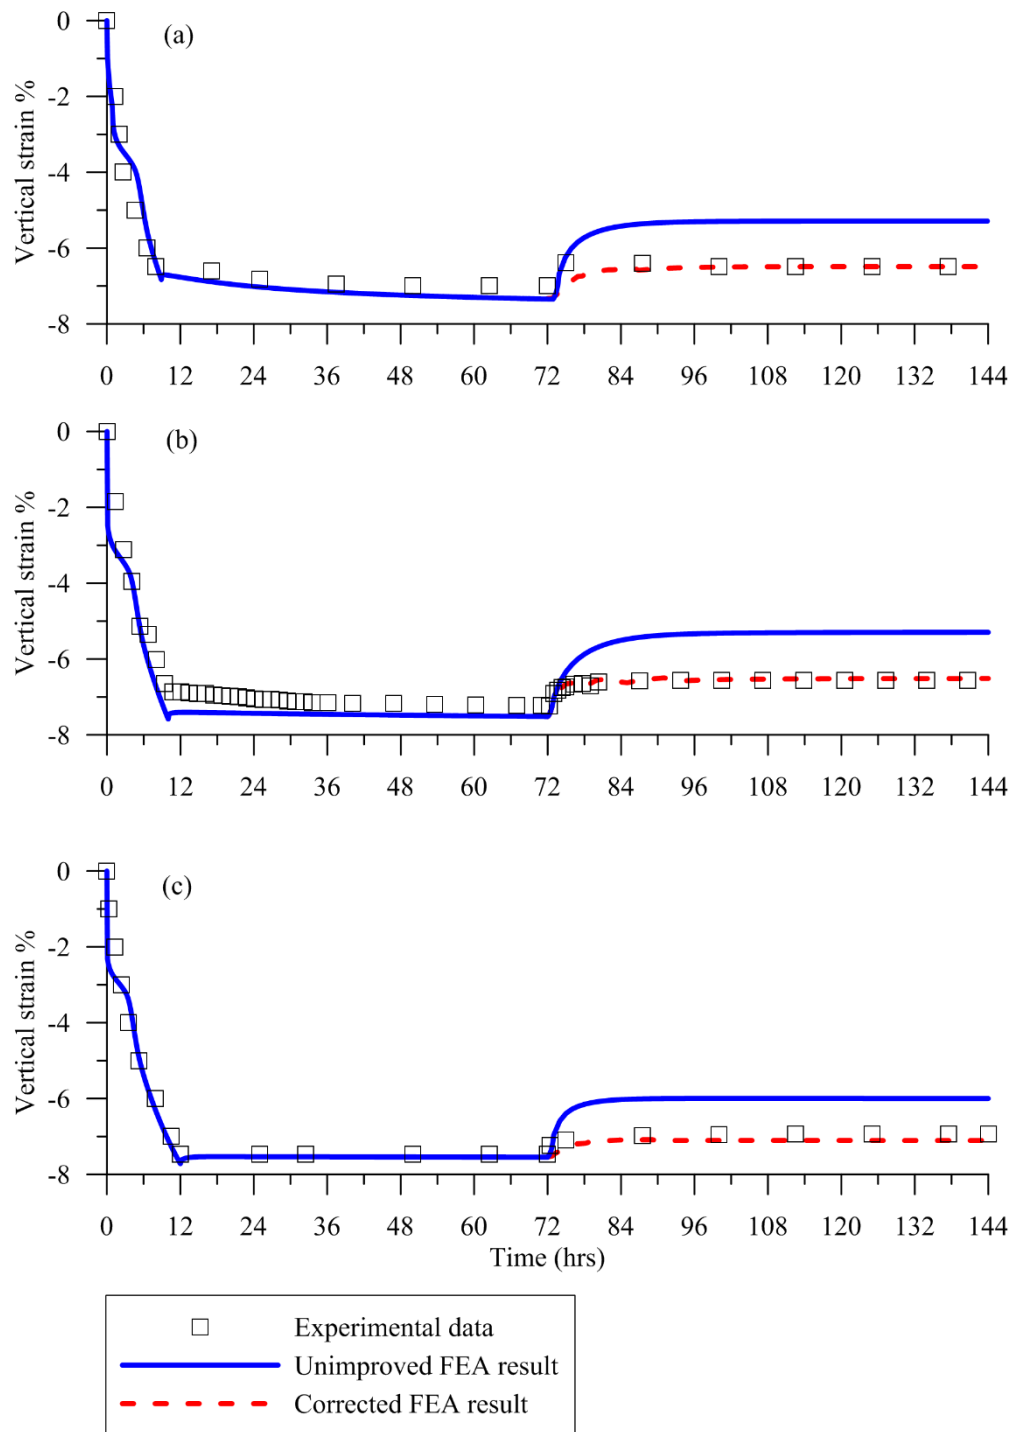 (a)
Vertical strain %
0
-2
-4
-6
-8
0 12 24 36 48 60 72 84 96 108 120 132 144
(b)
Vertical strain %
0
-2
-4
-6
-8
0 12 24 36 48 60 72 84 96 108 120 132 144
(c)
Vertical strain %
0
-2
-4
-6
-8
0 12 24 36 48 60 72 84 96 108 120 132 144
Time (hrs)
Experimental data
Unimproved FEA result
Corrected FEA result